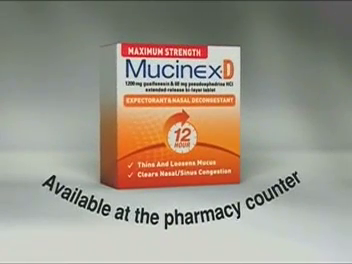 MAXIMUM STRENGTH
Mucinex-D
1200 mg guaifenesin & 60 mg pseudoephedrine HCl
extended-release bi-layer tablet
EXPECTORANT & NASAL DECONGESTANT
12
HOUR
✓ Thins And Loosens Mucus
✓ Clears Nasal/Sinus Congestion
Available at the pharmacy counter